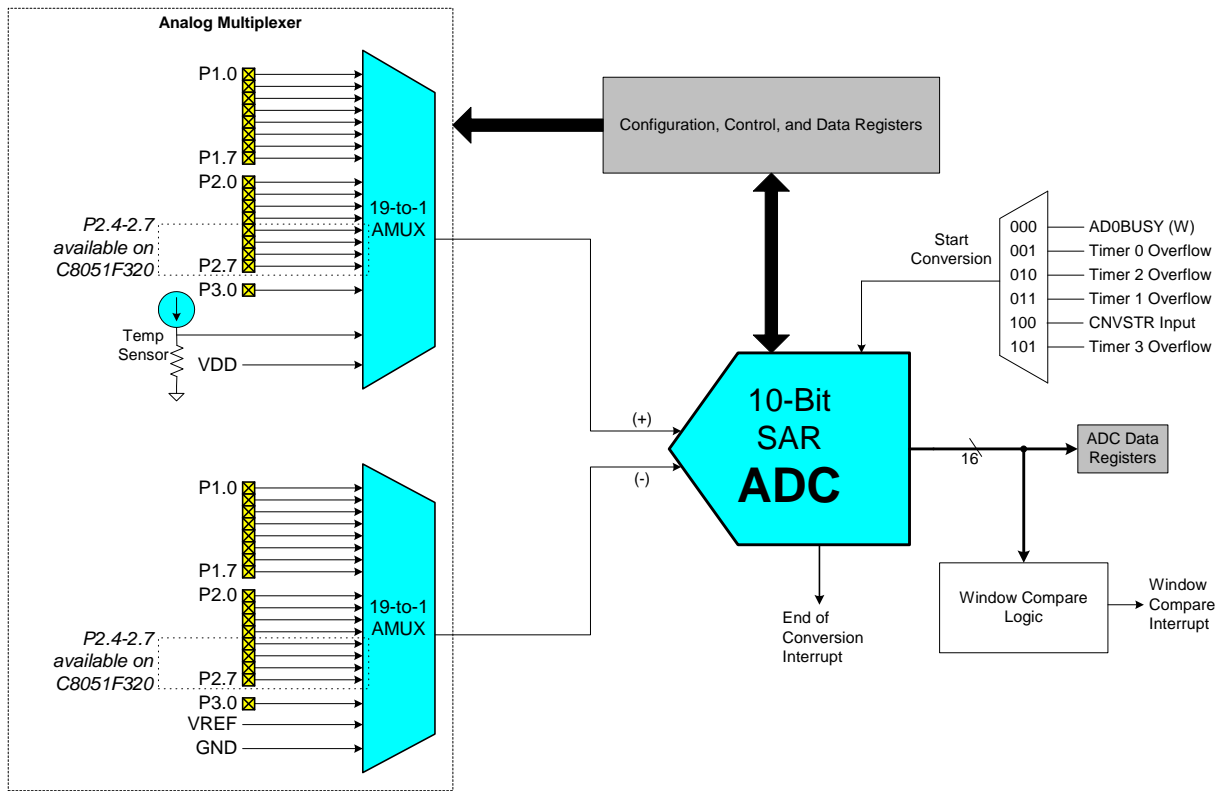 Analog Multiplexer
P1.0
P1.7
P2.0
P2.4-2.7
available on
C8051F320
P2.7
P3.0
Temp
Sensor
VDD
19-to-1
AMUX
Configuration, Control, and Data Registers
Start
Conversion
000
AD0BUSY (W)
001
Timer 0 Overflow
010
Timer 2 Overflow
011
Timer 1 Overflow
100
CNVSTR Input
101
Timer 3 Overflow
(+)
(-)
10-Bit
SAR
ADC
16
ADC Data
Registers
End of
Conversion
Interrupt
Window Compare
Logic
Window
Compare
Interrupt
P1.0
P1.7
P2.0
P2.4-2.7
available on
C8051F320
P2.7
P3.0
VREF
GND
19-to-1
AMUX